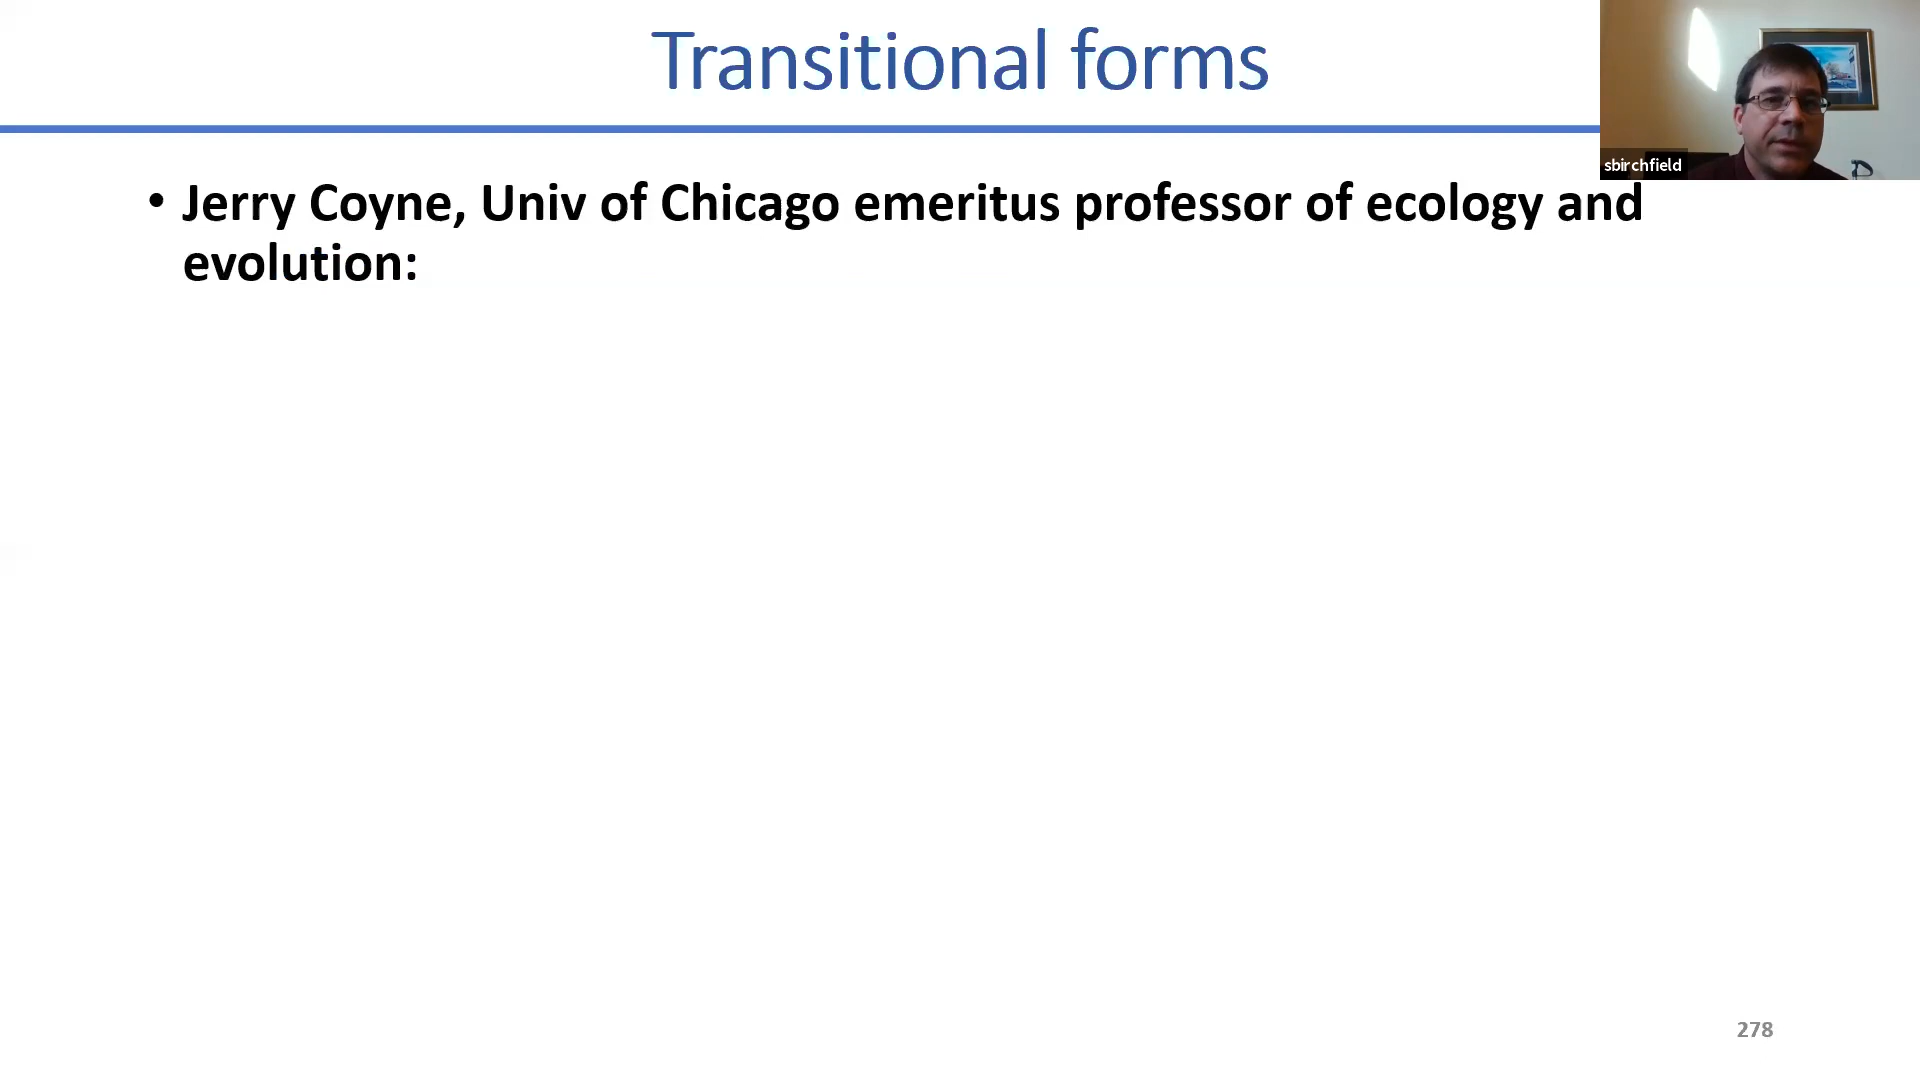 Transitional forms
sbirchfield
• Jerry Coyne, Univ of Chicago emeritus professor of ecology and
evolution:
278